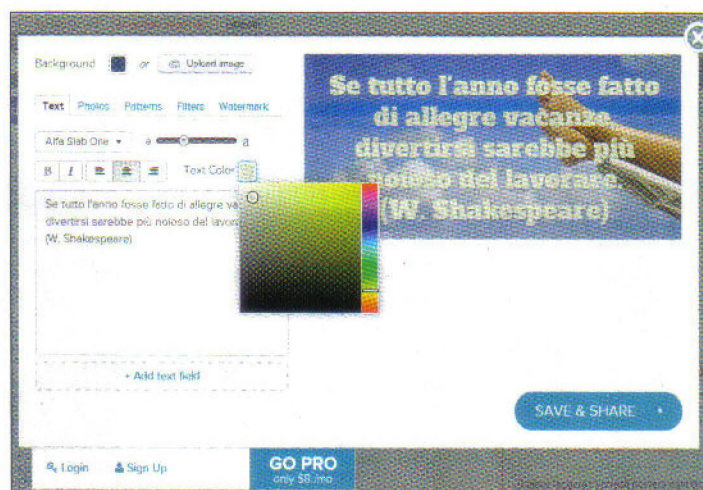 Background or Upload image
Text Photos Patterns Filters Watermark
Alfa Slab One a a
B I Text Color
Se tutto l'anno fosse fatto di allegre va
divertirsi sarebbe più noioso del lavor
(W. Shakespeare)
+ Add text field
Se tutto l'anno fosse fatto
di allegre vacanze
divertirsi sarebbe più
noioso del lavorare.
(W. Shakespeare)
SAVE & SHARE
Login Sign Up
GO PRO
only $8/mo